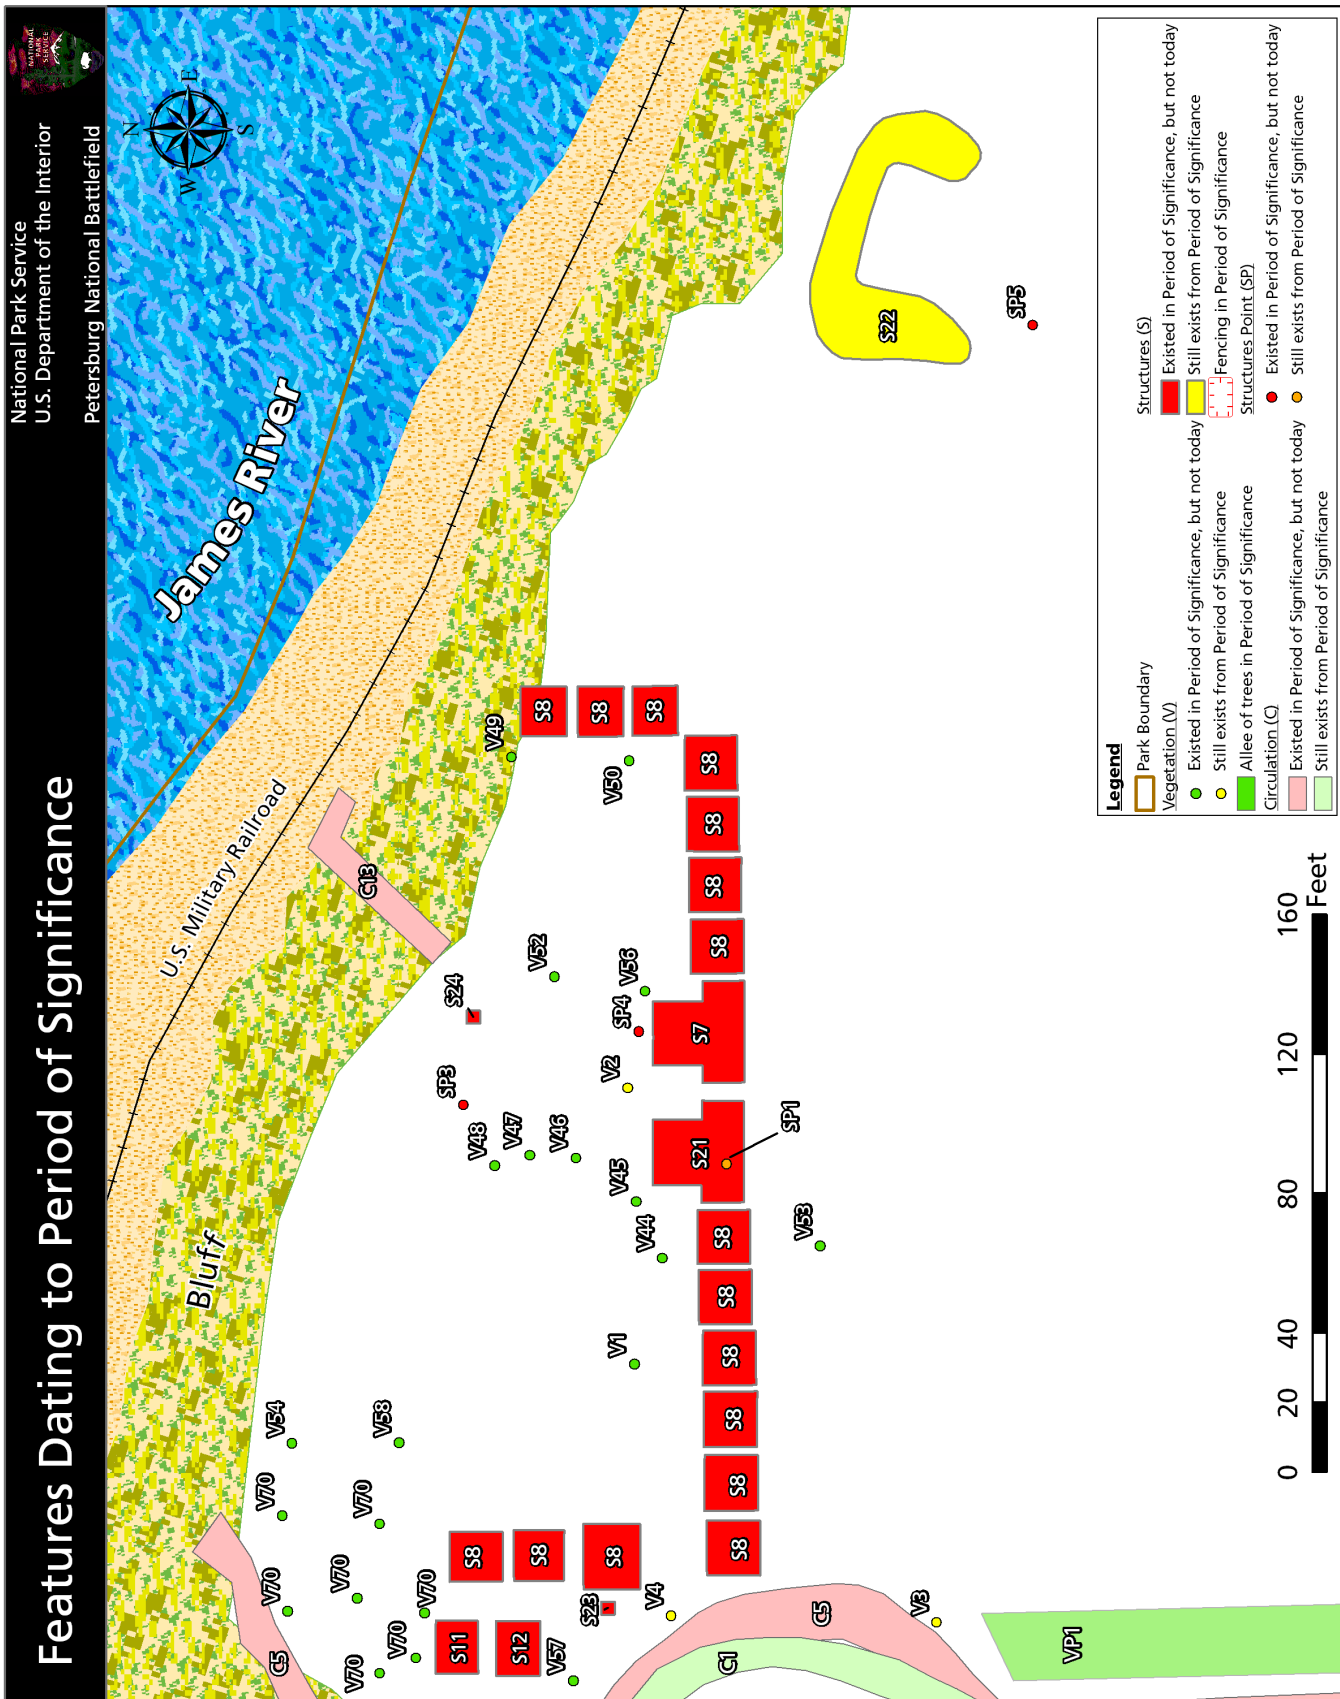 Features Dating to Period of Significance
National Park Service
U.S. Department of the Interior
Petersburg National Battlefield
NATIONAL
PARK
SERVICE
N
W
E
S
James River
U.S. Military Railroad
Bluff
C13
V49
S8
S8
S8
V50
S8
S8
S8
S8
S24
V52
V56
SP4
S7
SP3
V2
V48
V47
V46
V45
V44
S21
SP1
V53
S8
S8
S8
S8
S8
S8
V1
V54
V58
V70
V70
V70
V70
V70
V70
V70
C5
S8
S8
S8
S11
S12
S23
V57
V4
C5
C1
V3
VP1
S22
SP5
Legend
Park Boundary
Vegetation (V)
Existed in Period of Significance, but not today
Still exists from Period of Significance
Allee of trees in Period of Significance
Circulation (C)
Existed in Period of Significance, but not today
Still exists from Period of Significance
Structures (S)
Existed in Period of Significance, but not today
Still exists from Period of Significance
Fencing in Period of Significance
Structures Point (SP)
Existed in Period of Significance, but not today
Still exists from Period of Significance
0 20 40 80 120 160
Feet